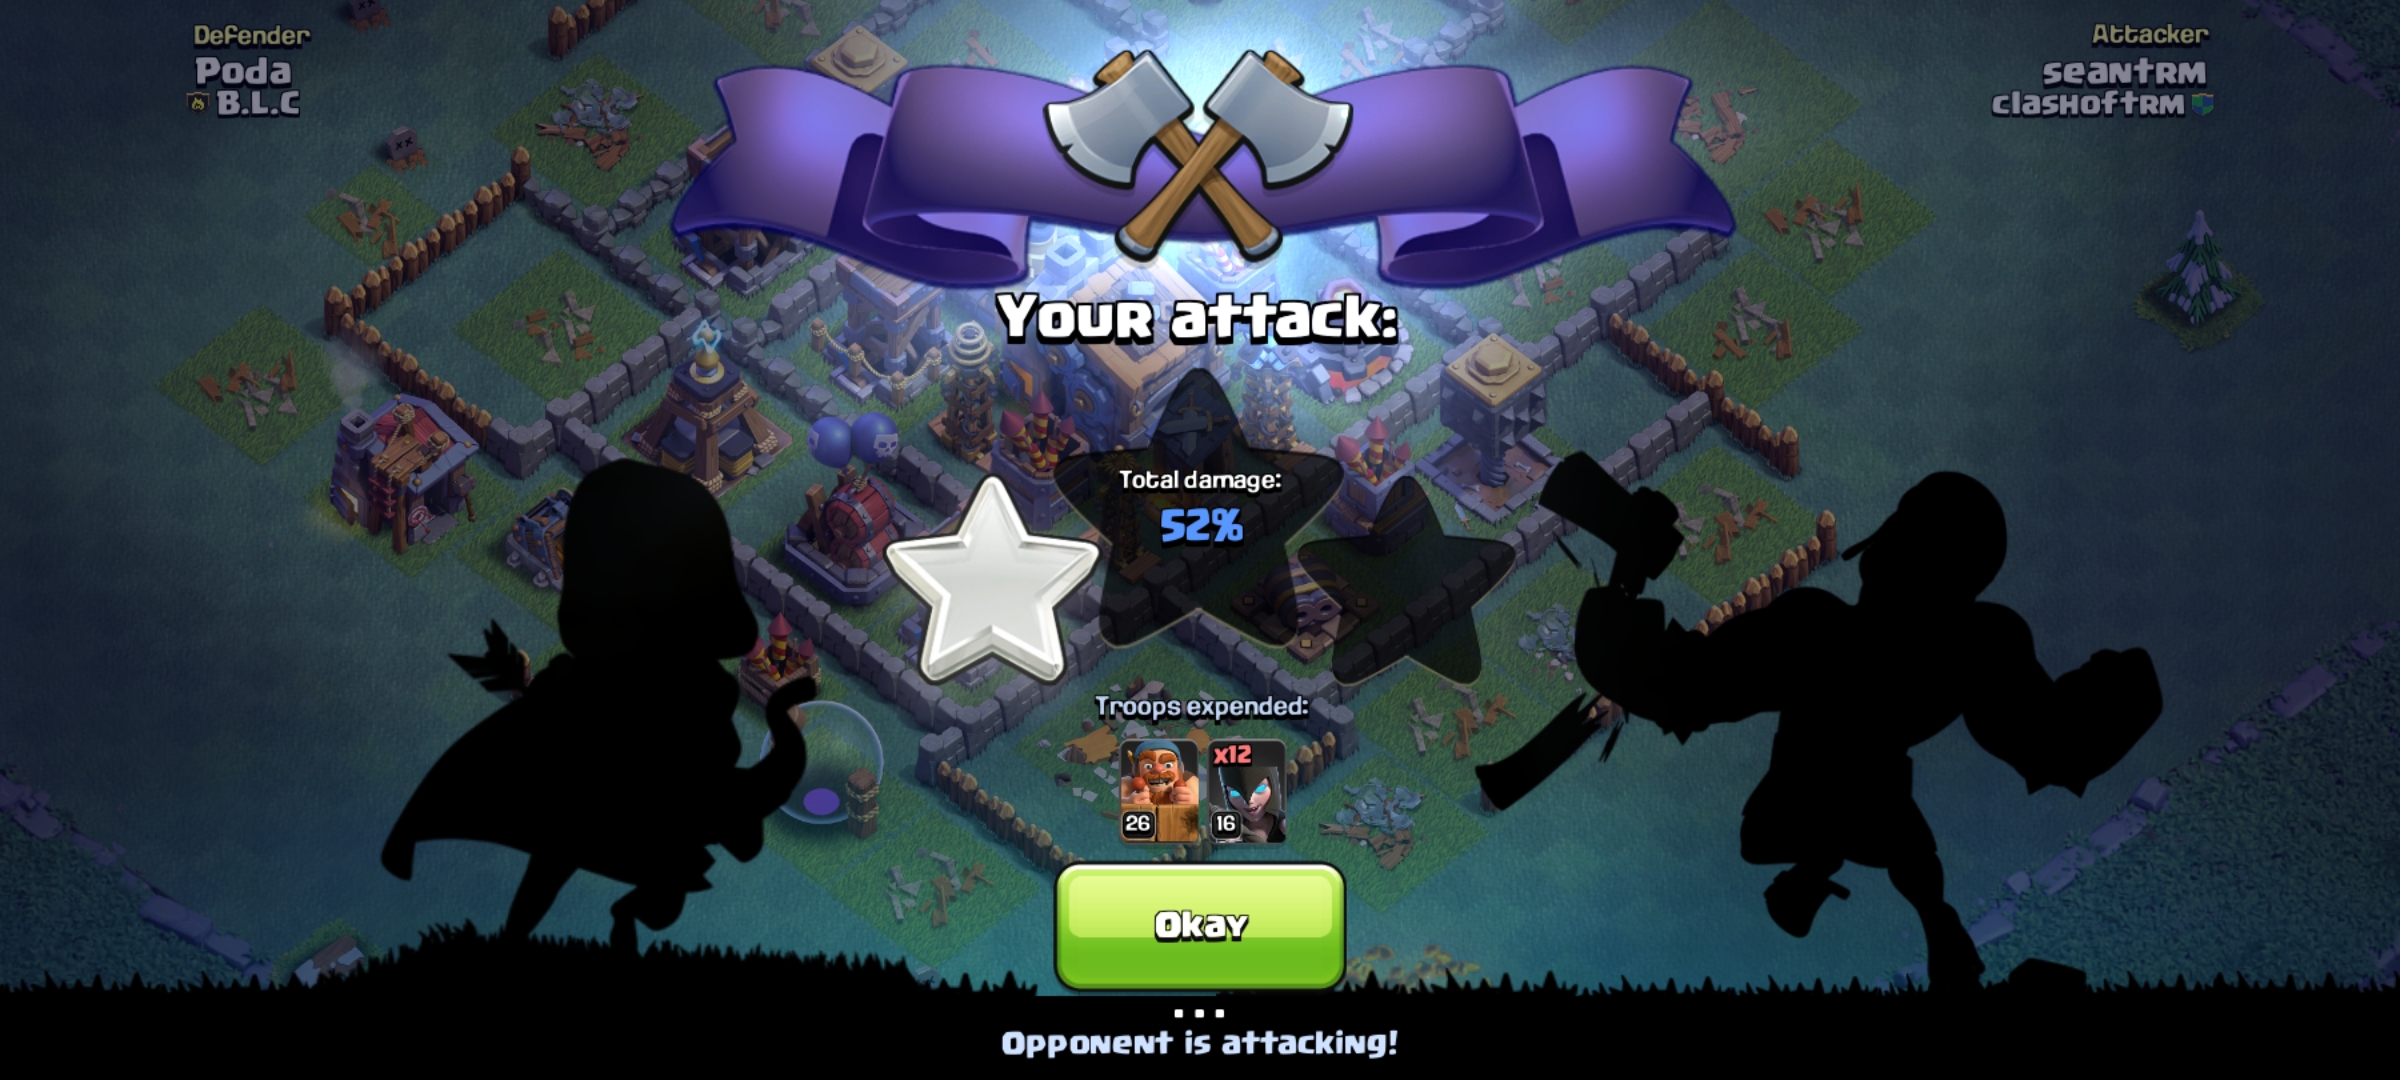 Defender
Poda
B.L.C
Attacker
seantRM
clashoftRM
Your attack:
Total damage:
52%
Troops expended:
x12
26
16
Okay
...
Opponent is attacking!